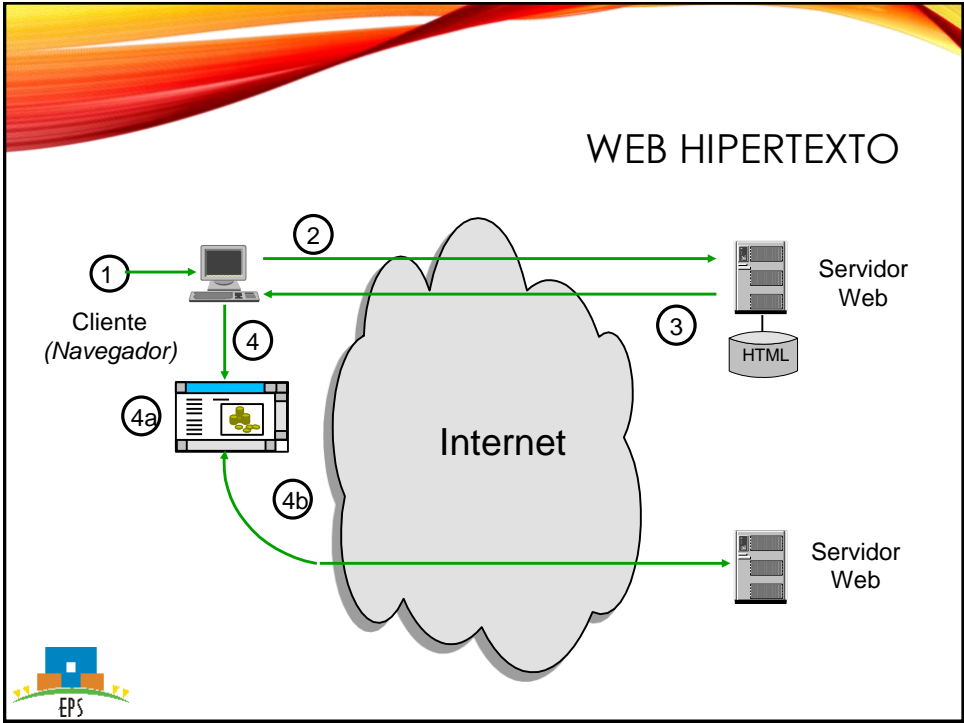 WEB HIPERTEXTO
2
1
Servidor
Web
3
Cliente
(Navegador)
4
HTML
4a
Internet
4b
Servidor
Web
EPS